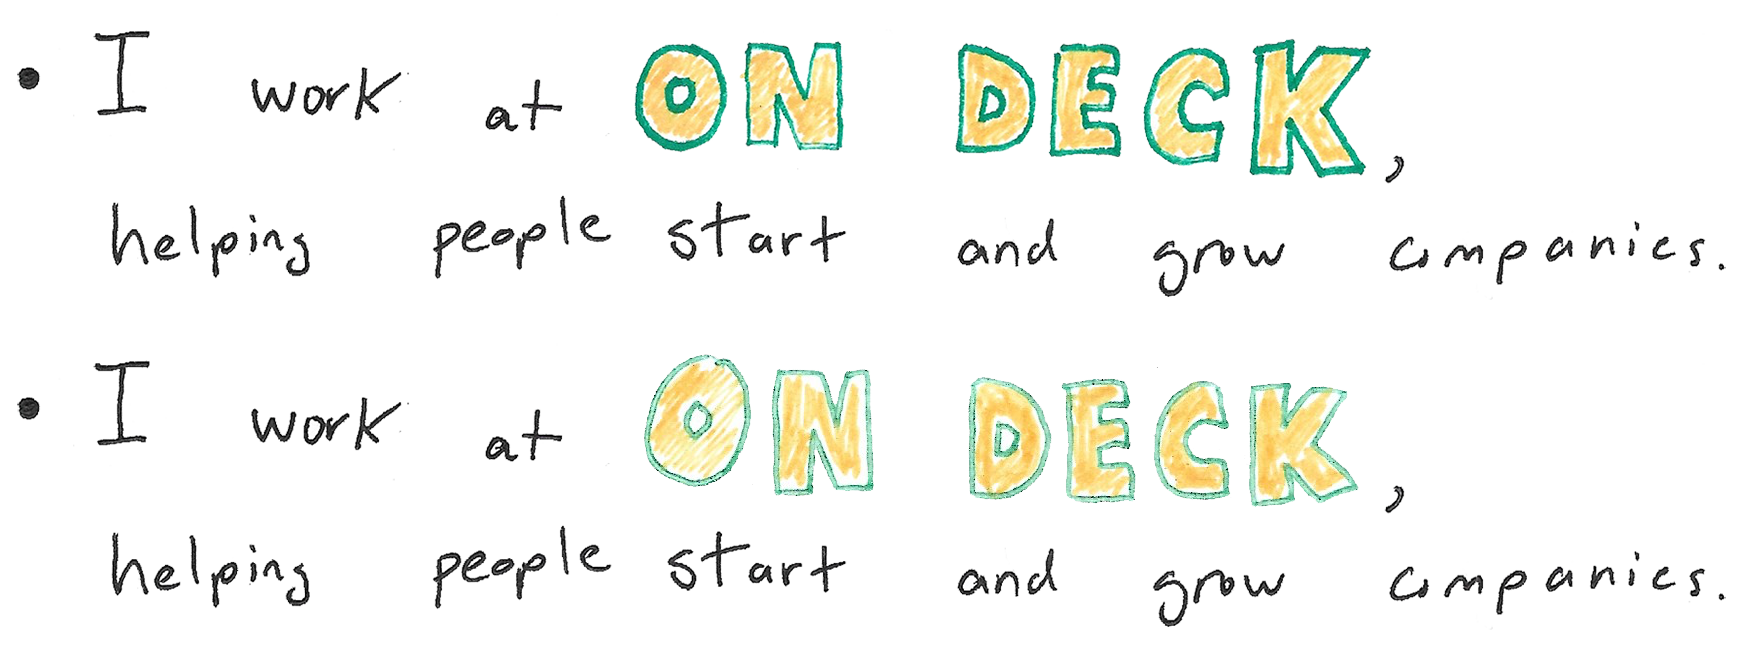 • I work at ON DECK,
helping people start and grow companies.
• I work at ON DECK,
helping people start and grow companies.